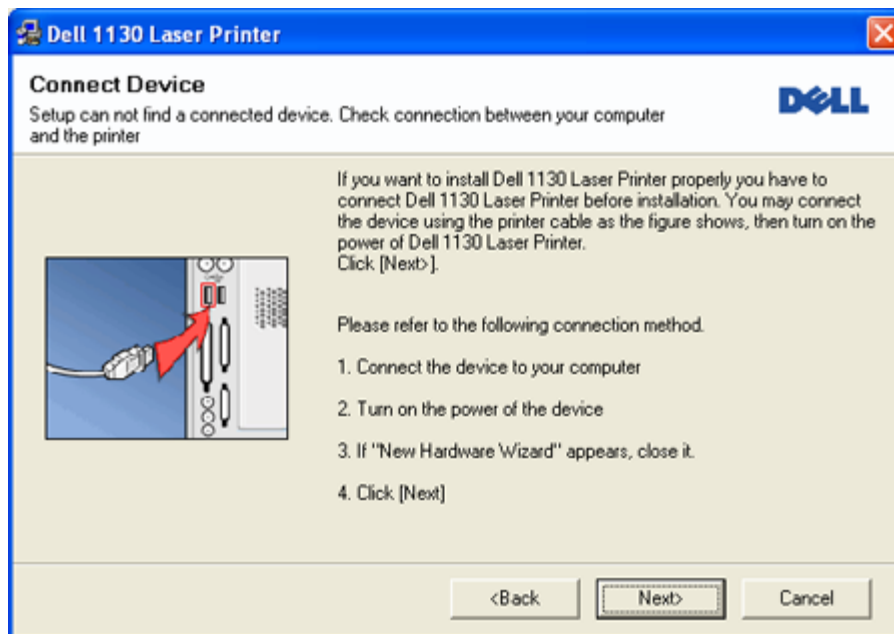 Dell 1130 Laser Printer
Connect Device
Setup can not find a connected device. Check connection between your computer
and the printer
DELL
If you want to install Dell 1130 Laser Printer properly you have to
connect Dell 1130 Laser Printer before installation. You may connect
the device using the printer cable as the figure shows, then turn on the
power of Dell 1130 Laser Printer.
Click [Next>].
Please refer to the following connection method.
1. Connect the device to your computer
2. Turn on the power of the device
3. If "New Hardware Wizard" appears, close it.
4. Click [Next]
<Back
Next>
Cancel